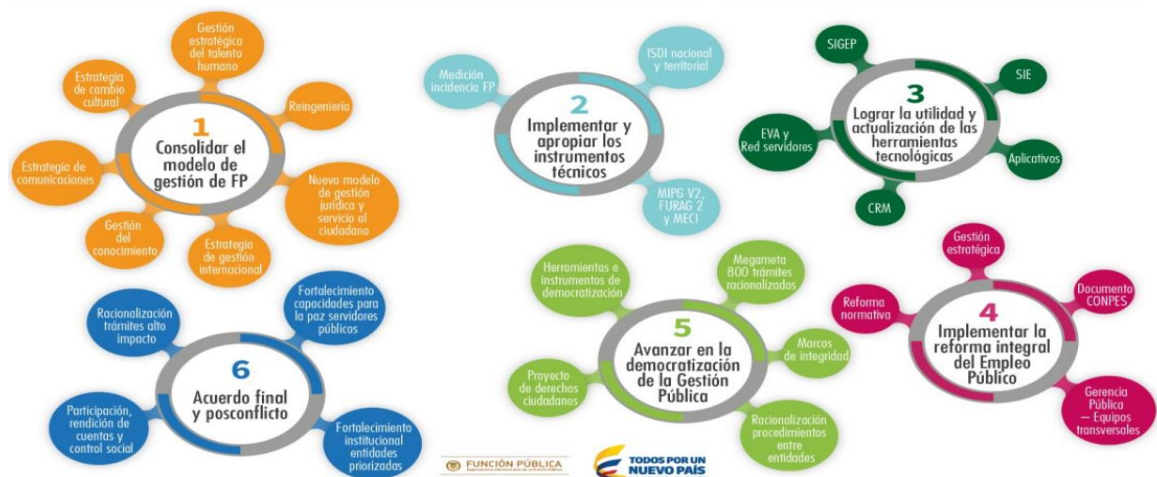 1
Consolidar el
modelo de
gestión de FP
Gestión
estratégica
del talento
humano
Estrategia
de cambio
cultural
Reingeniería
Estrategia de
comunicaciones
Nuevo modelo
de gestión
jurídica y
servicio al
ciudadano
Gestión
del
conocimiento
Estrategia
de gestión
internacional
2
Implementar y
apropiar los
instrumentos
técnicos
Medición
incidencia FP
ISDI nacional
y territorial
MIPG V2,
FURAG 2
y MECI
3
Lograr la utilidad y
actualización de las
herramientas
tecnológicas
SIGEP
SIE
EVA y
Red servidores
Aplicativos
CRM
4
Implementar la
reforma integral
del Empleo
Público
Gestión
estratégica
Reforma
normativa
Documento
CONPES
Gerencia
Pública
– Equipos
transversales
5
Avanzar en la
democratización
de la Gestión
Pública
Herramientas e
instrumentos de
democratización
Megameta
800 trámites
racionalizados
Marcos
de integridad
Proyecto
de derechos
ciudadanos
Racionalización
procedimientos
entre
entidades
6
Acuerdo final
y posconflicto
Racionalización
trámites alto
impacto
Fortalecimiento
capacidades para
la paz servidores
públicos
Participación,
rendición de
cuentas y
control social
Fortalecimiento
institucional
entidades
priorizadas
FUNCIÓN PÚBLICA
TODOS POR UN
NUEVO PAÍS